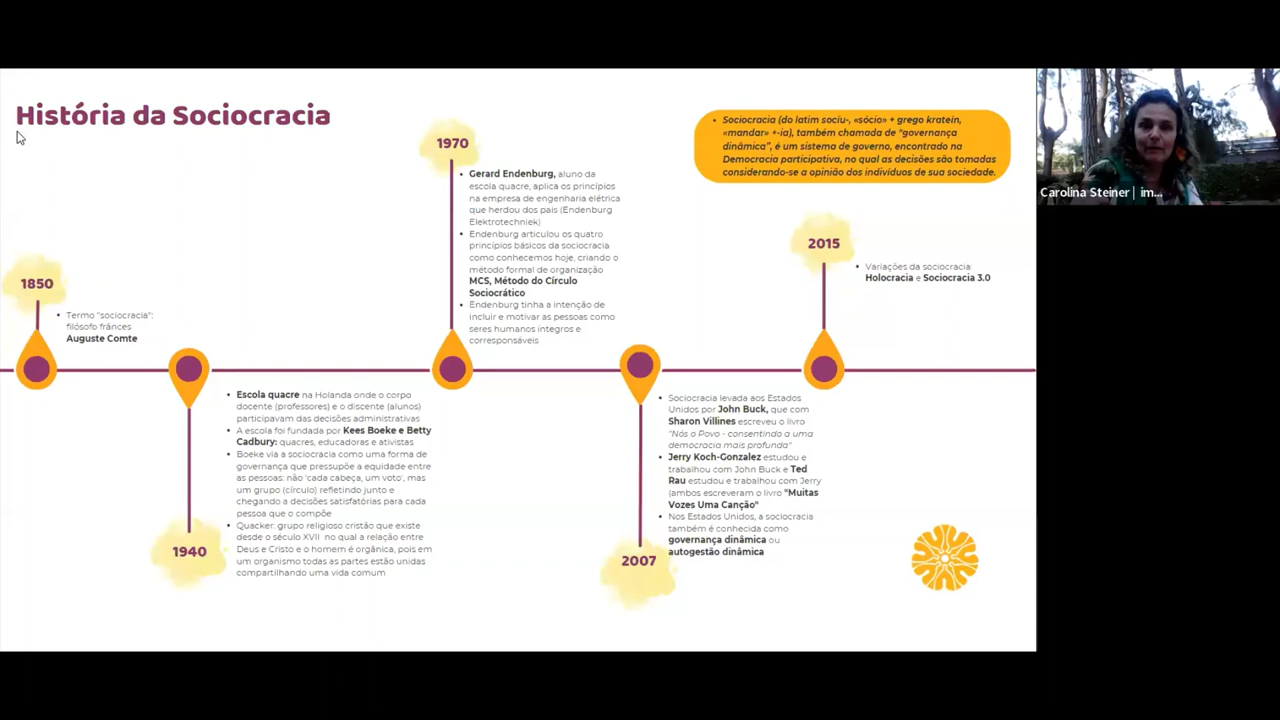 História da Sociocracia
Sociocracia (do latim sociu-, «sócio» + grego kratein,
«mandar» +-ia), também chamada de "governança
dinâmica", é um sistema de governo, encontrado na
Democracia participativa, no qual as decisões são tomadas
considerando-se a opinião dos indivíduos de sua sociedade.
Carolina Steiner | im...
1850
Termo "sociocracia":
filósofo frânces
Auguste Comte
Escola quacre na Holanda onde o corpo
docente (professores) e o discente (alunos)
participavam das decisões administrativas
A escola foi fundada por Kees Boeke e Betty
Cadbury: quacres, educadoras e ativistas
Boeke via a sociocracia como uma forma de
governança que pressupõe a equidade entre
as pessoas: não 'cada cabeça, um voto', mas
um grupo (círculo) refletindo junto e
chegando a decisões satisfatórias para cada
pessoa que o compõe
Quacker: grupo religioso cristão que existe
desde o século XVII no qual a relação entre
Deus e Cristo e o homem é orgânica, pois em
um organismo todas as partes estão unidas
compartilhando uma vida comum
1940
1970
Gerard Endenburg, aluno da
escola quacre, aplica os princípios
na empresa de engenharia elétrica
que herdou dos pais (Endenburg
Elektrotechniek)
Endenburg articulou os quatro
princípios básicos da sociocracia
como conhecemos hoje, criando o
método formal de organização
MCS, Método do Círculo
Sociocrático
Endenburg tinha a intenção de
incluir e motivar as pessoas como
seres humanos íntegros e
corresponsáveis
Sociocracia levada aos Estados
Unidos por John Buck, que com
Sharon Villines escreveu o livro
"Nós o Povo - consentindo a uma
democracia mais profunda"
Jerry Koch-Gonzalez estudou e
trabalhou com John Buck e Ted
Rau estudou e trabalhou com Jerry
(ambos escreveram o livro "Muitas
Vozes Uma Canção"
Nos Estados Unidos, a sociocracia
também é conhecida como
governança dinâmica ou
autogestão dinâmica
2007
2015
Variações da sociocracia:
Holocracia e Sociocracia 3.0